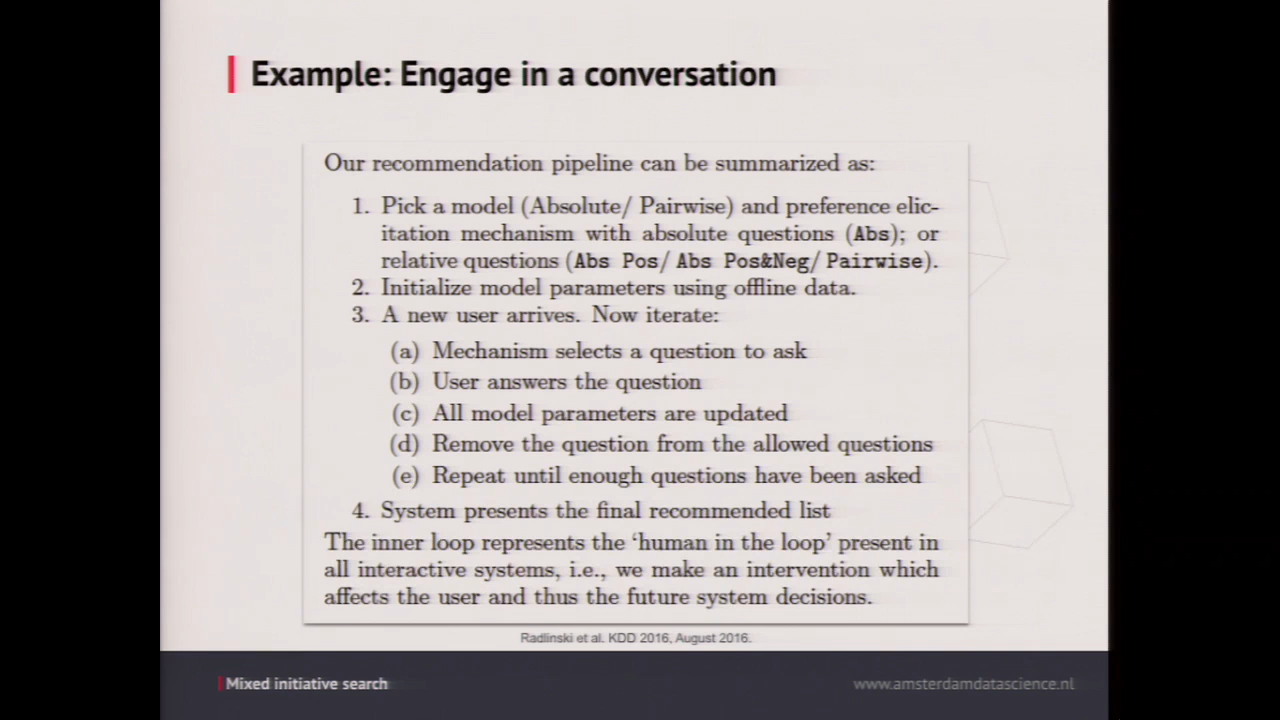 Example: Engage in a conversation
Our recommendation pipeline can be summarized as:
1. Pick a model (Absolute/ Pairwise) and preference elic-
itation mechanism with absolute questions (Abs); or
relative questions (Abs Pos/ Abs Pos&Neg/ Pairwise).
2. Initialize model parameters using offline data.
3. A new user arrives. Now iterate:
(a) Mechanism selects a question to ask
(b) User answers the question
(c) All model parameters are updated
(d) Remove the question from the allowed questions
(e) Repeat until enough questions have been asked
4. System presents the final recommended list
The inner loop represents the ‘human in the loop’ present in
all interactive systems, i.e., we make an intervention which
affects the user and thus the future system decisions.
Radlinski et al. KDD 2016, August 2016.
Mixed initiative search
www.amsterdamdatascience.nl